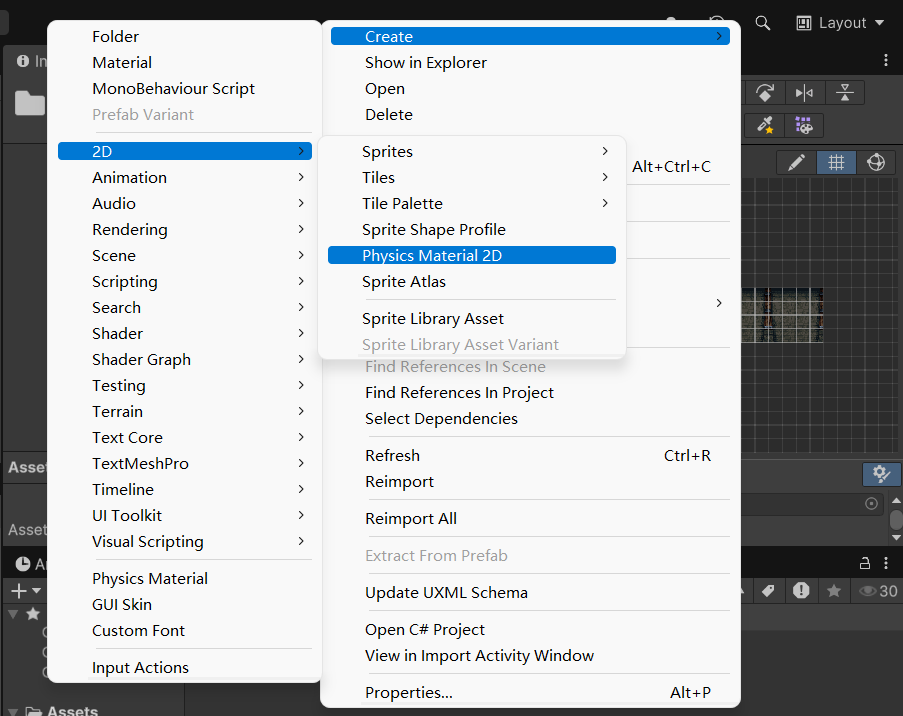 Layout
In
Folder
Material
MonoBehaviour Script
Prefab Variant
2D
Animation
Audio
Rendering
Scene
Scripting
Search
Shader
Shader Graph
Testing
Terrain
Text Core
TextMeshPro
Timeline
UI Toolkit
Visual Scripting
Physics Material
GUI Skin
Custom Font
Input Actions
Create
Show in Explorer
Open
Delete
Alt+Ctrl+C
Sprites
Tiles
Tile Palette
Sprite Shape Profile
Physics Material 2D
Sprite Atlas
Sprite Library Asset
Sprite Library Asset Variant
Find References In Scene
Find References In Project
Select Dependencies
Refresh Ctrl+R
Reimport
Reimport All
Extract From Prefab
Update UXML Schema
Open C# Project
View in Import Activity Window
Properties... Alt+P
Asset
Asset
30
Assets